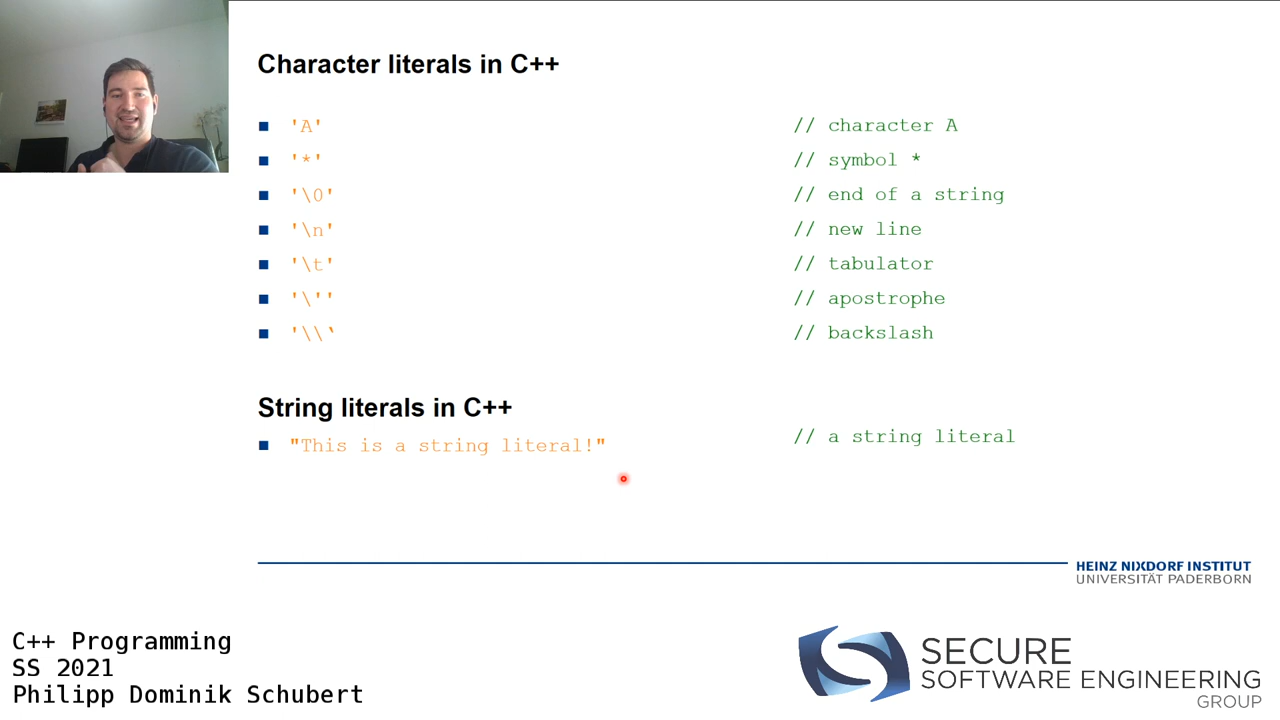 Character literals in C++
■ 'A' // character A
■ '*' // symbol *
■ '\0' // end of a string
■ '\n' // new line
■ '\t' // tabulator
■ '\'' // apostrophe
■ '\\‘ // backslash
String literals in C++
■ "This is a string literal!" // a string literal
HEINZ NIXDORF INSTITUT
UNIVERSITÄT PADERBORN
C++ Programming
SS 2021
Philipp Dominik Schubert
SECURE
SOFTWARE ENGINEERING
GROUP